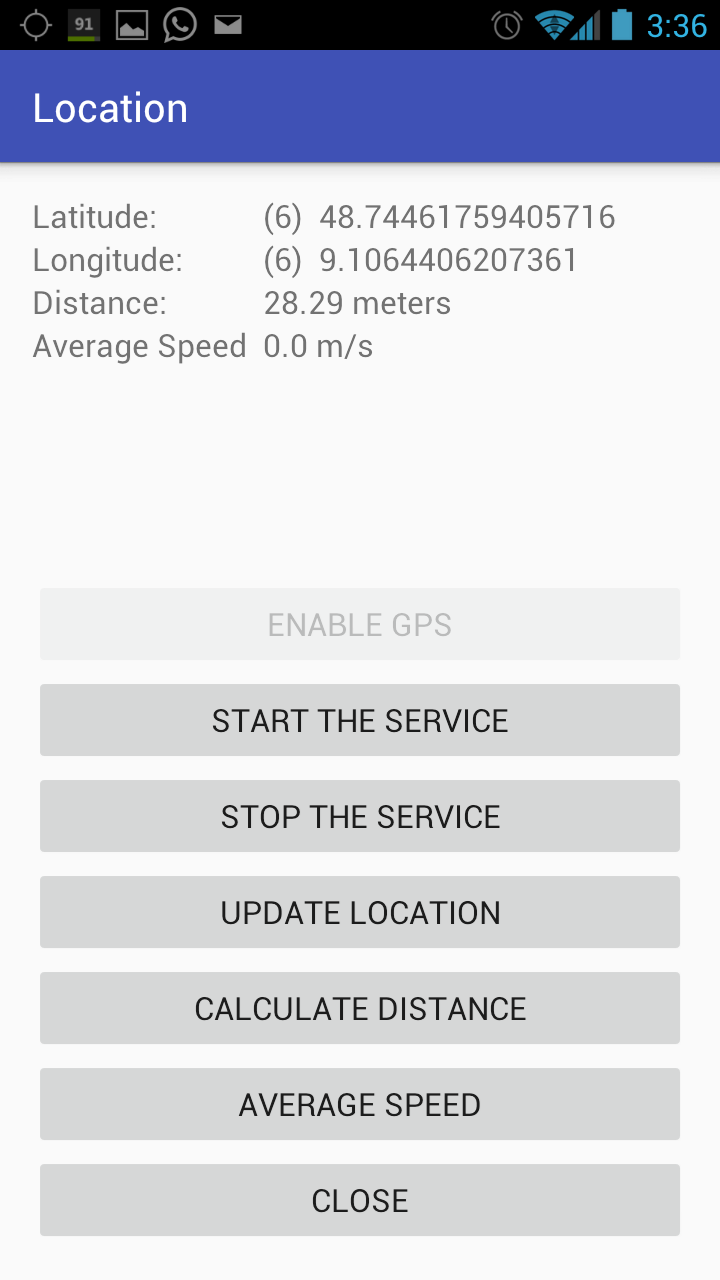 91 3:36
Location
Latitude: (6) 48.74461759405716
Longitude: (6) 9.1064406207361
Distance: 28.29 meters
Average Speed 0.0 m/s
ENABLE GPS
START THE SERVICE
STOP THE SERVICE
UPDATE LOCATION
CALCULATE DISTANCE
AVERAGE SPEED
CLOSE